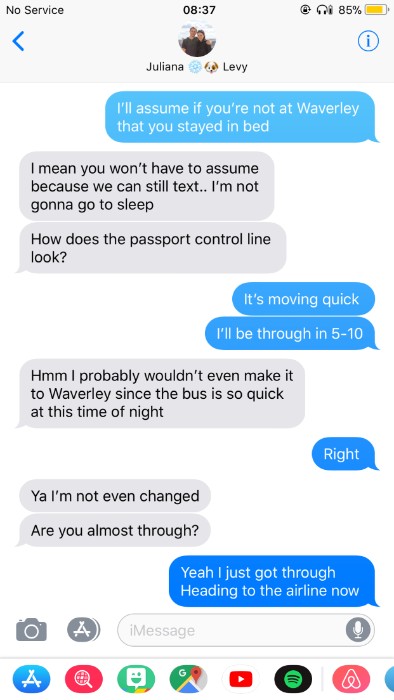 No Service 08:37 85%
Juliana ❄️ 🐶 Levy
I'll assume if you're not at Waverley
that you stayed in bed
I mean you won't have to assume
because we can still text.. I'm not
gonna go to sleep
How does the passport control line
look?
It's moving quick
I'll be through in 5-10
Hmm I probably wouldn't even make it
to Waverley since the bus is so quick
at this time of night
Right
Ya I'm not even changed
Are you almost through?
Yeah I just got through
Heading to the airline now
iMessage